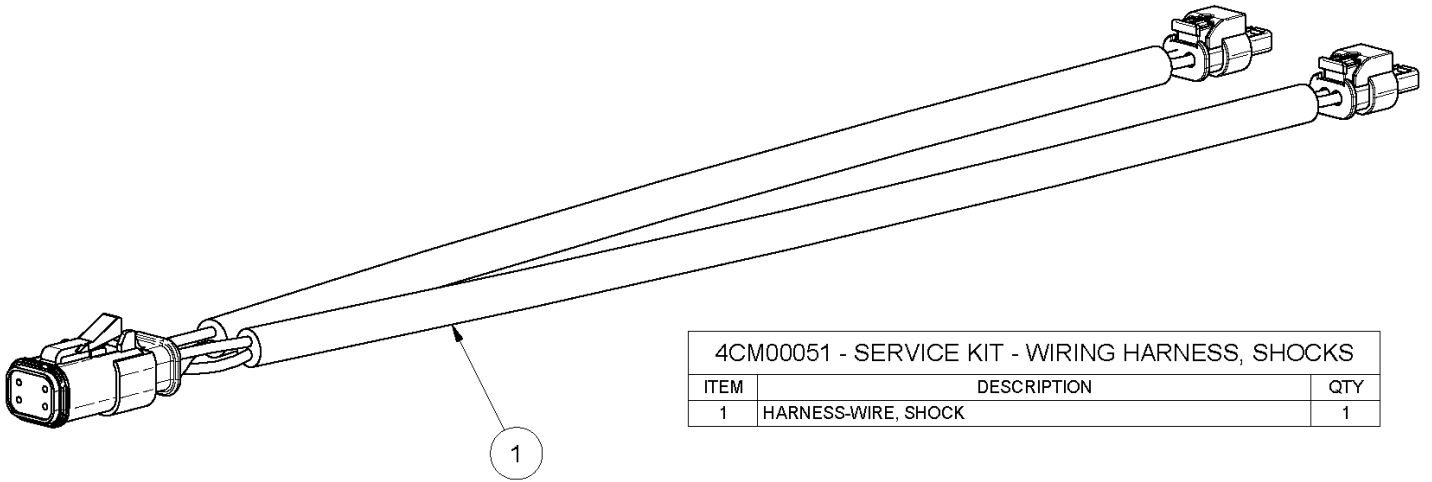 4CM00051 - SERVICE KIT - WIRING HARNESS, SHOCKS
ITEM DESCRIPTION QTY
1 HARNESS-WIRE, SHOCK 1
1